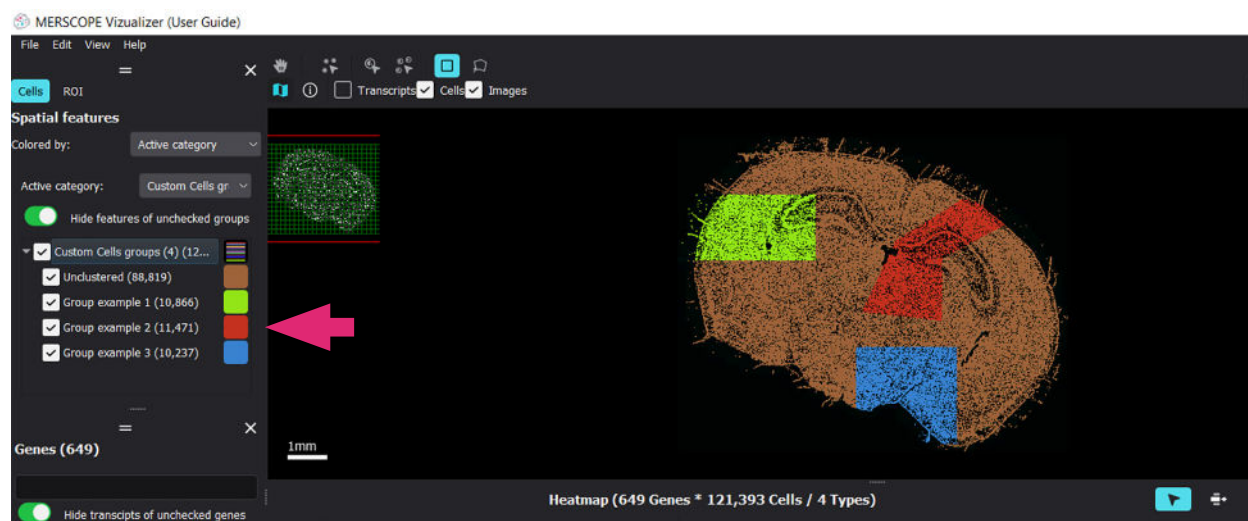 MERSCOPE Vizualizer (User Guide)
File Edit View Help
Cells ROI
Transcripts Cells Images
Spatial features
Colored by: Active category
Active category: Custom Cells gr
Hide features of unchecked groups
Custom Cells groups (4) (12...
Unclustered (88,819)
Group example 1 (10,866)
Group example 2 (11,471)
Group example 3 (10,237)
Genes (649)
1mm
Heatmap (649 Genes * 121,393 Cells / 4 Types)
Hide transcipts of unchecked genes